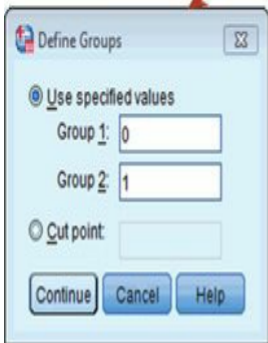 Define Groups
Use specified values
Group 1: 0
Group 2: 1
Cut point:
Continue Cancel Help